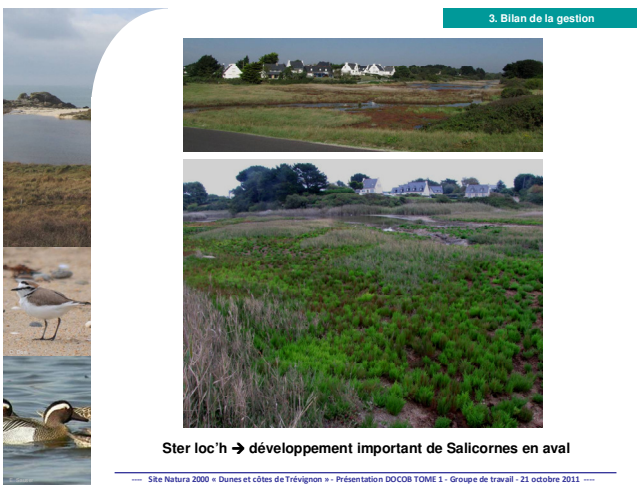 3. Bilan de la gestion
Ster loc'h ➔ développement important de Salicornes en aval
---- Site Natura 2000 « Dunes et côtes de Trévignon » - Présentation DOCOB TOME 1 - Groupe de travail - 21 octobre 2011 ----